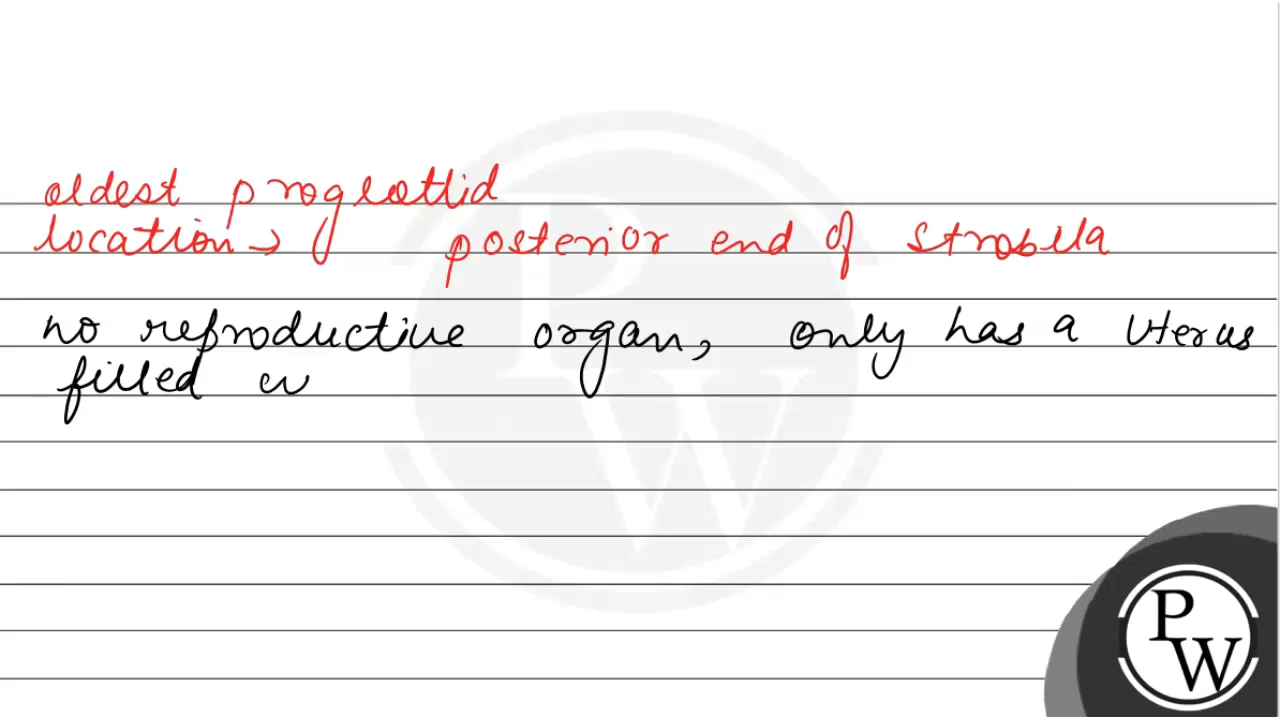 oldest proglottid
location → posterior end of strobila
no reproductive organ, only has a uterus
filled w
P
W